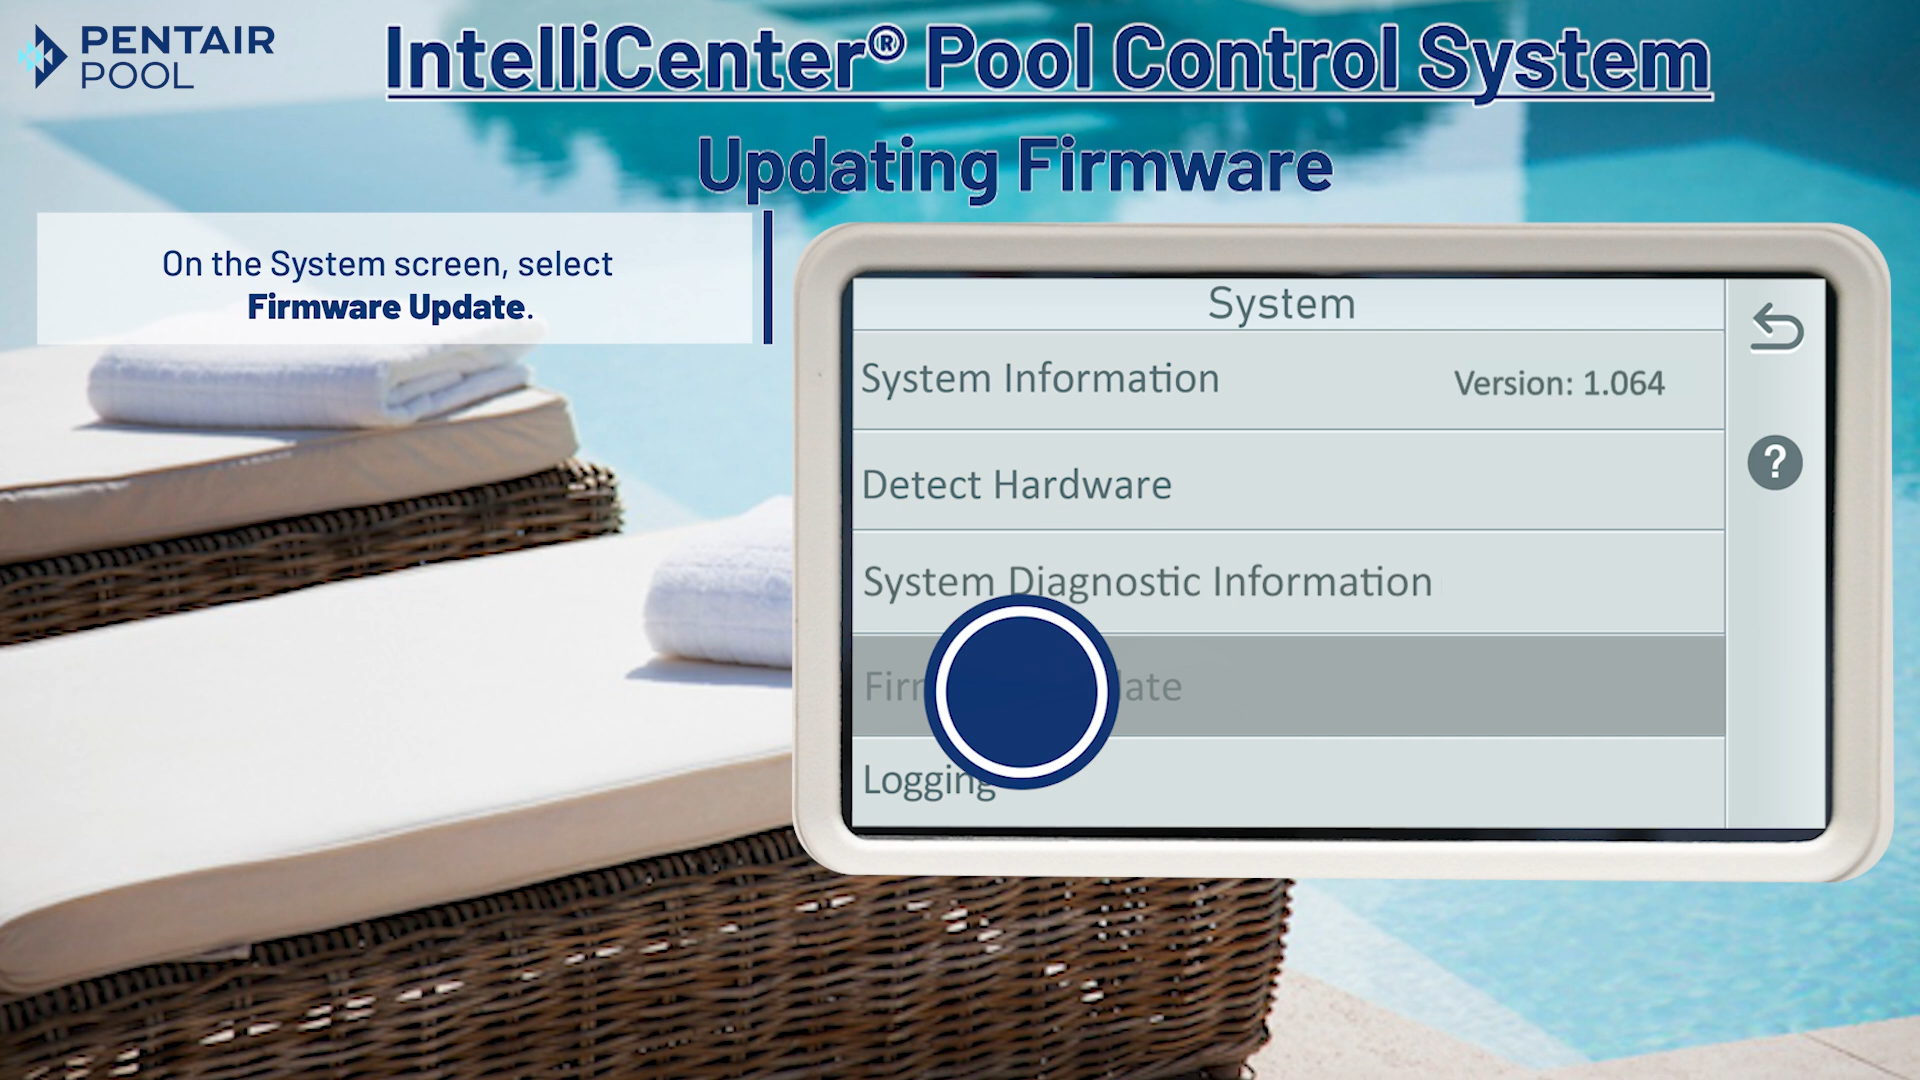 PENTAIR
POOL
IntelliCenter® Pool Control System
Updating Firmware
On the System screen, select
Firmware Update.
System
System Information
Version: 1.064
Detect Hardware
System Diagnostic Information
Logging
?